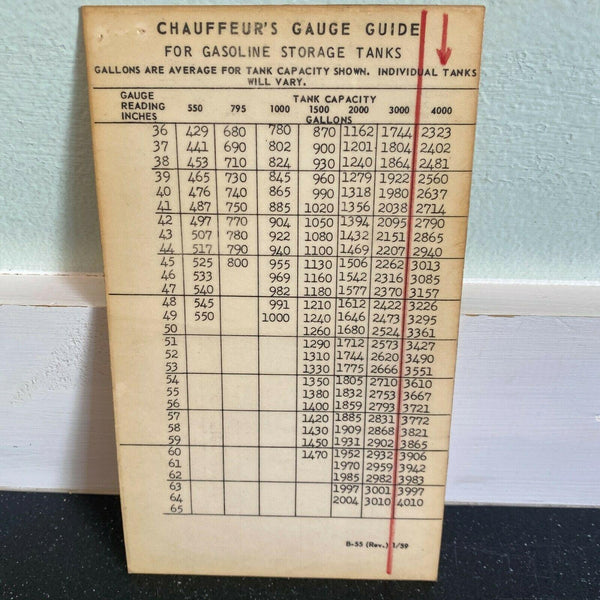 CHAUFFEUR'S GAUGE GUIDE
FOR GASOLINE STORAGE TANKS
GALLONS ARE AVERAGE FOR TANK CAPACITY SHOWN. INDIVIDUAL TANKS
WILL VARY.
GAUGE READING INCHES TANK CAPACITY
550 795 1000 1500 2000 3000 4000
GALLONS
36 429 680 780 870 1162 1744 2323
37 441 690 802 900 1201 1804 2402
38 453 710 824 930 1240 1864 2481
39 465 730 845 960 1279 1922 2560
40 476 740 865 990 1318 1980 2637
41 487 750 885 1020 1356 2038 2714
42 497 770 904 1050 1394 2095 2790
43 507 780 922 1080 1432 2151 2865
44 517 790 940 1100 1469 2207 2940
45 525 800 955 1130 1506 2262 3013
46 533 969 1160 1542 2316 3085
47 540 982 1180 1577 2370 3157
48 545 991 1210 1612 2422 3226
49 550 1000 1240 1646 2473 3295
50 1260 1680 2524 3361
51 1290 1712 2573 3427
52 1310 1744 2620 3490
53 1330 1775 2666 3551
54 1350 1805 2710 3610
55 1380 1832 2753 3667
56 1400 1859 2793 3721
57 1420 1885 2831 3772
58 1430 1909 2868 3821
59 1450 1931 2902 3865
60 1470 1952 2932 3906
61 1970 2959 3942
62 1985 2982 3983
63 1997 3001 3997
64 2004 3010 4010
65
B-55 (Rev.) 1/59